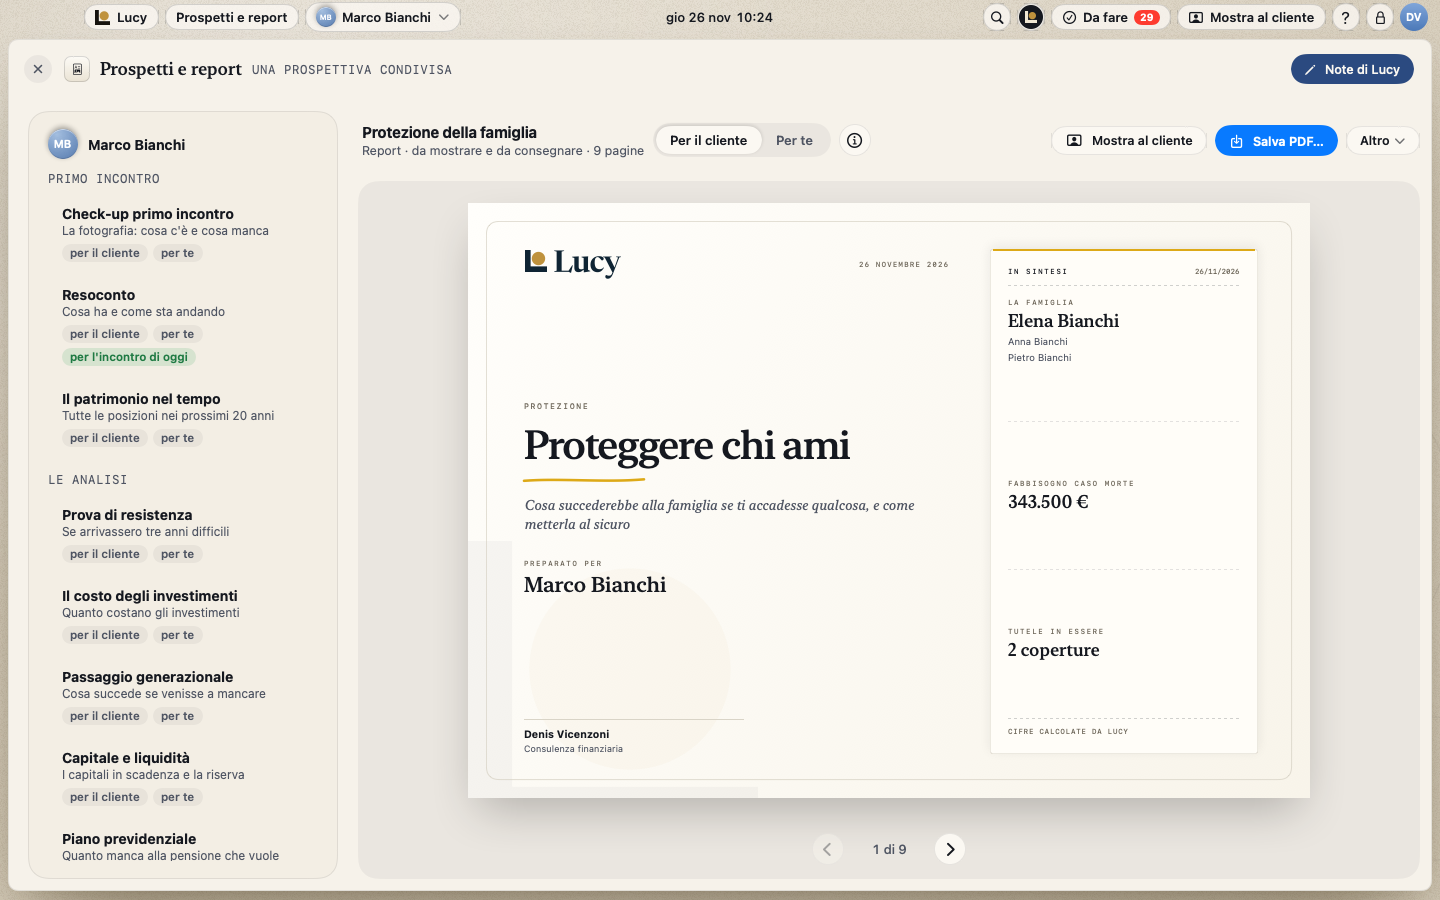 Lucy
Prospetti e report
MB Marco Bianchi
gio 26 nov 10:24
Da fare 29
Mostra al cliente
?
DV
Prospetti e report UNA PROSPETTIVA CONDIVISA
Note di Lucy
MB Marco Bianchi
PRIMO INCONTRO
Check-up primo incontro
La fotografia: cosa c'è e cosa manca
per il cliente per te
Resoconto
Cosa ha e come sta andando
per il cliente per te
per l'incontro di oggi
Il patrimonio nel tempo
Tutte le posizioni nei prossimi 20 anni
per il cliente per te
LE ANALISI
Prova di resistenza
Se arrivassero tre anni difficili
per il cliente per te
Il costo degli investimenti
Quanto costano gli investimenti
per il cliente per te
Passaggio generazionale
Cosa succede se venisse a mancare
per il cliente per te
Capitale e liquidità
I capitali in scadenza e la riserva
per il cliente per te
Piano previdenziale
Quanto manca alla pensione che vuole
Protezione della famiglia
Report · da mostrare e da consegnare · 9 pagine
Per il cliente Per te
Mostra al cliente
Salva PDF...
Altro
Lucy
26 NOVEMBRE 2026
PROTEZIONE
Proteggere chi ami
Cosa succederebbe alla famiglia se ti accadesse qualcosa, e come
metterla al sicuro
PREPARATO PER
Marco Bianchi
Denis Vicenzoni
Consulenza finanziaria
IN SINTESI 26/11/2026
LA FAMIGLIA
Elena Bianchi
Anna Bianchi
Pietro Bianchi
FABBISOGNO CASO MORTE
343.500 €
TUTELE IN ESSERE
2 coperture
CIFRE CALCOLATE DA LUCY
1 di 9